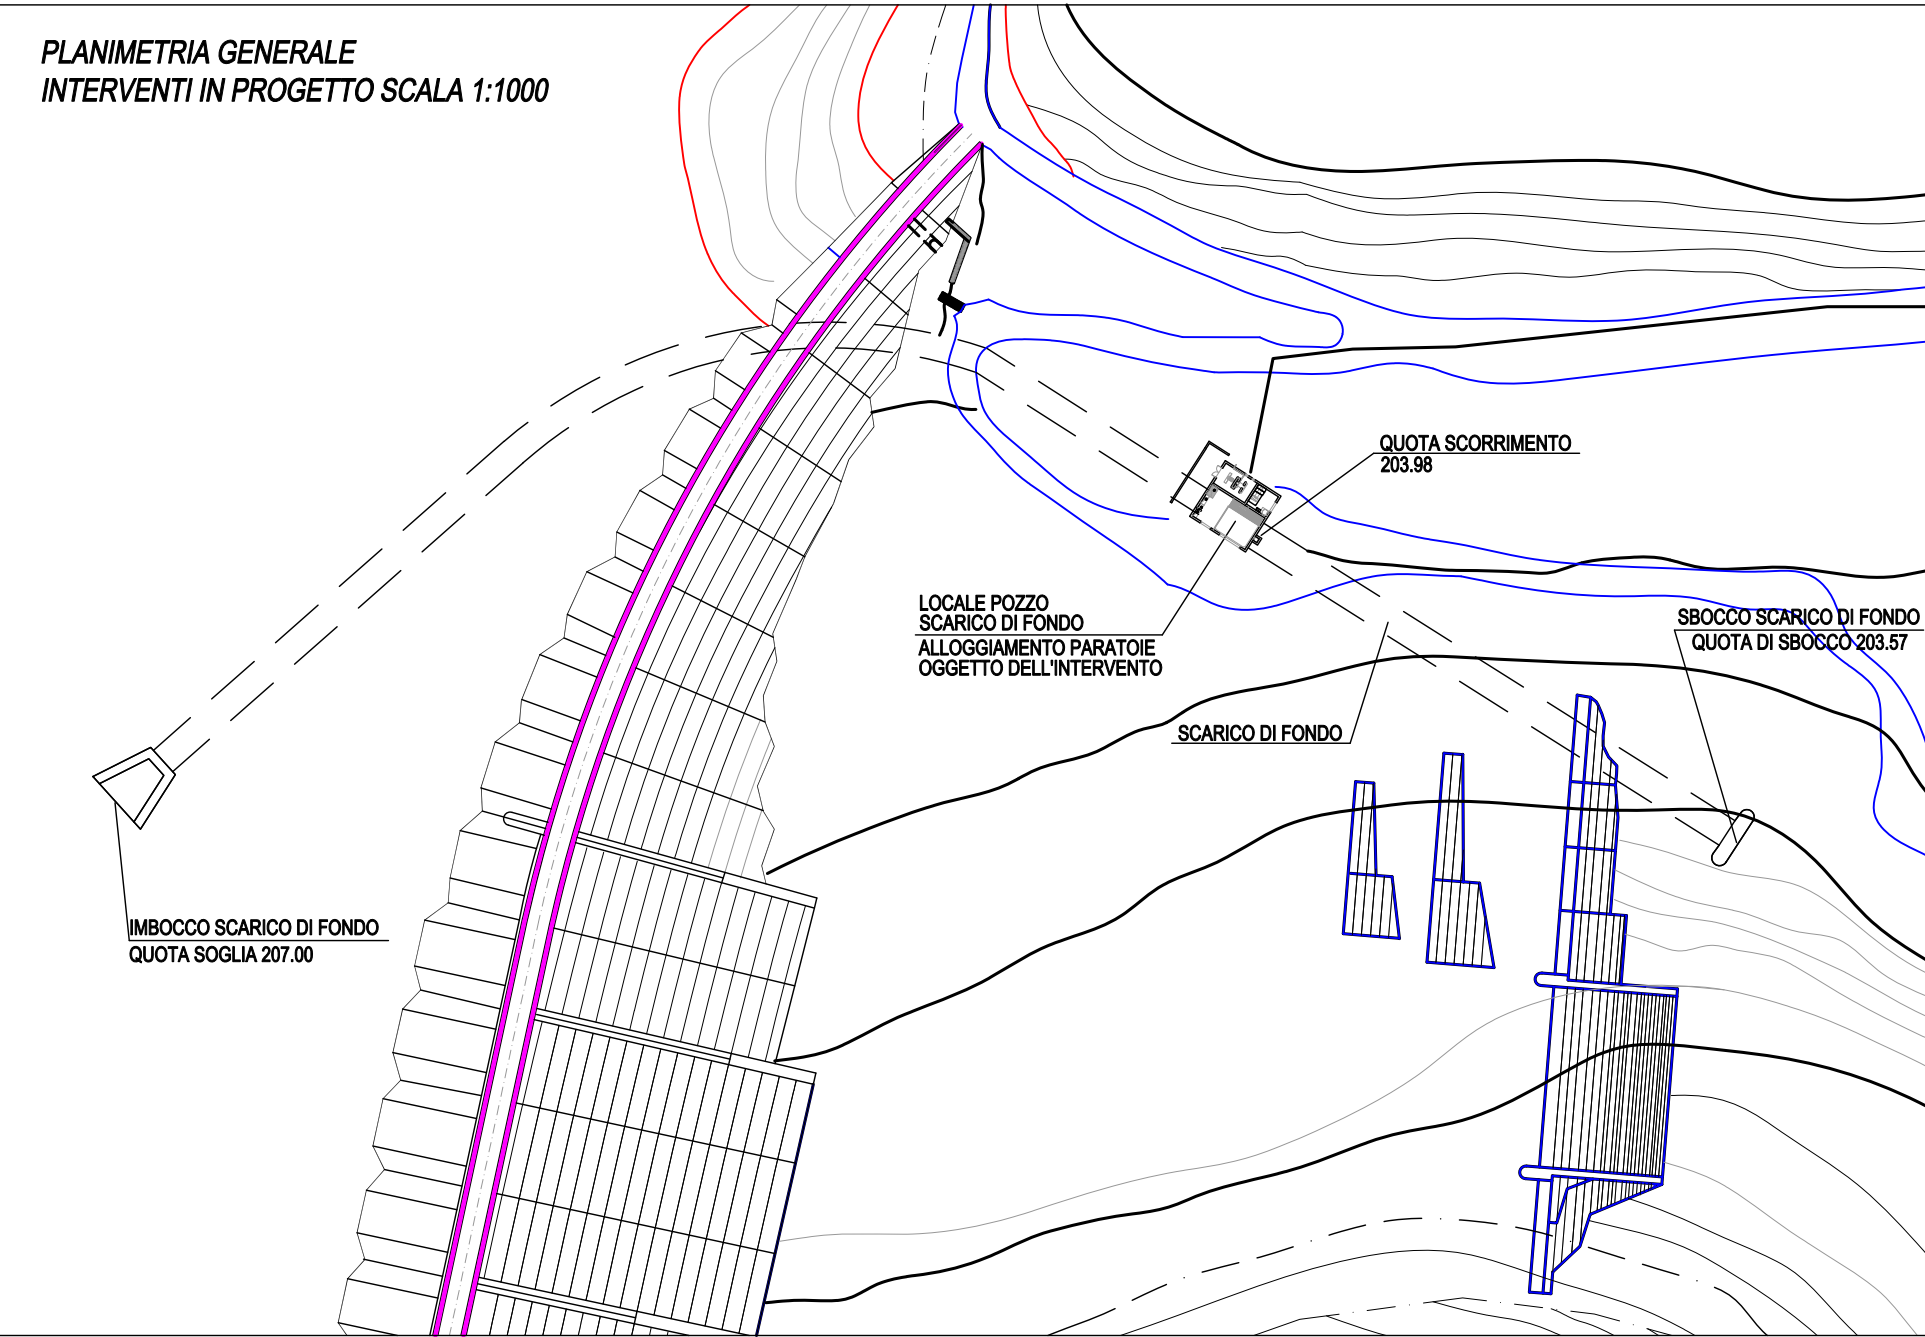 PLANIMETRIA GENERALE
INTERVENTI IN PROGETTO SCALA 1:1000
QUOTA SCORRIMENTO
203.98
LOCALE POZZO
SCARICO DI FONDO
ALLOGGIAMENTO PARATOIE
OGGETTO DELL'INTERVENTO
SBOCCO SCARICO DI FONDO
QUOTA DI SBOCCO 203.57
SCARICO DI FONDO
IMBOCCO SCARICO DI FONDO
QUOTA SOGLIA 207.00